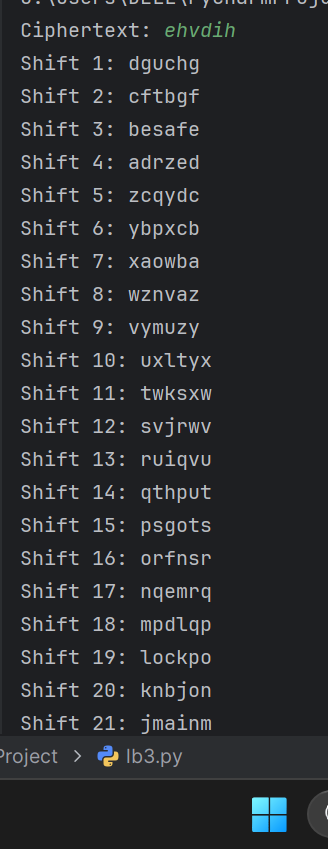 Ciphertext: ehvdih
Shift 1: dguchg
Shift 2: cftbgf
Shift 3: besafe
Shift 4: adrzed
Shift 5: zcqydc
Shift 6: ybpxcb
Shift 7: xaowba
Shift 8: wznvaz
Shift 9: vymuzy
Shift 10: uxltyx
Shift 11: twksxw
Shift 12: svjrwv
Shift 13: ruiqvu
Shift 14: qthput
Shift 15: psgots
Shift 16: orfnsr
Shift 17: nqemrq
Shift 18: mpdlqp
Shift 19: lockpo
Shift 20: knbjon
Shift 21: jmainm
Project > lb3.py